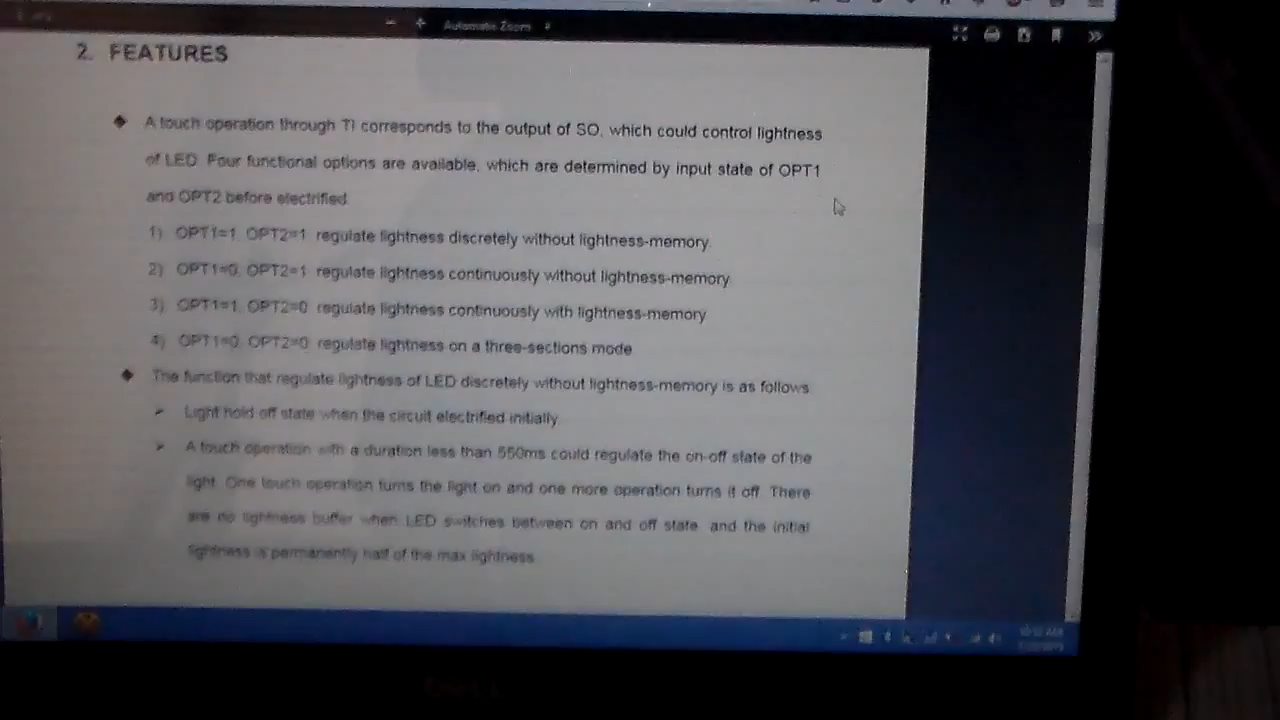 Automatic Zoom
2. FEATURES
A touch operation through TI corresponds to the output of SO, which could control lightness
of LED. Four functional options are available, which are determined by input state of OPT1
and OPT2 before electrified.
1) OPT1=1, OPT2=1: regulate lightness discretely without lightness-memory.
2) OPT1=0, OPT2=1: regulate lightness continuously without lightness-memory
3) OPT1=1, OPT2=0: regulate lightness continuously with lightness-memory
4) OPT1=0, OPT2=0: regulate lightness on a three-sections mode
The function that regulate lightness of LED discretely without lightness-memory is as follows
Light hold off state when the circuit electrified initially
A touch operation with a duration less than 550ms could regulate the on-off state of the
light. One touch operation turns the light on and one more operation turns it off. There
are no lightness buffer when LED switches between on and off state, and the initial
lightness is permanently half of the max lightness.